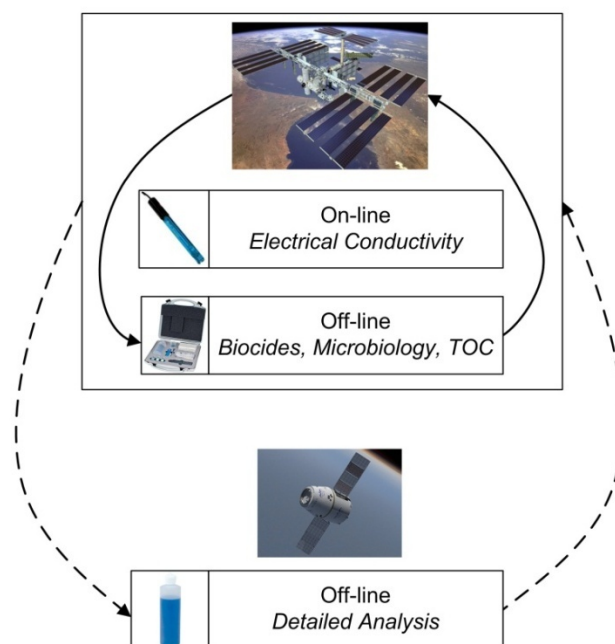 On-line
Electrical Conductivity
Off-line
Biocides, Microbiology, TOC
Off-line
Detailed Analysis